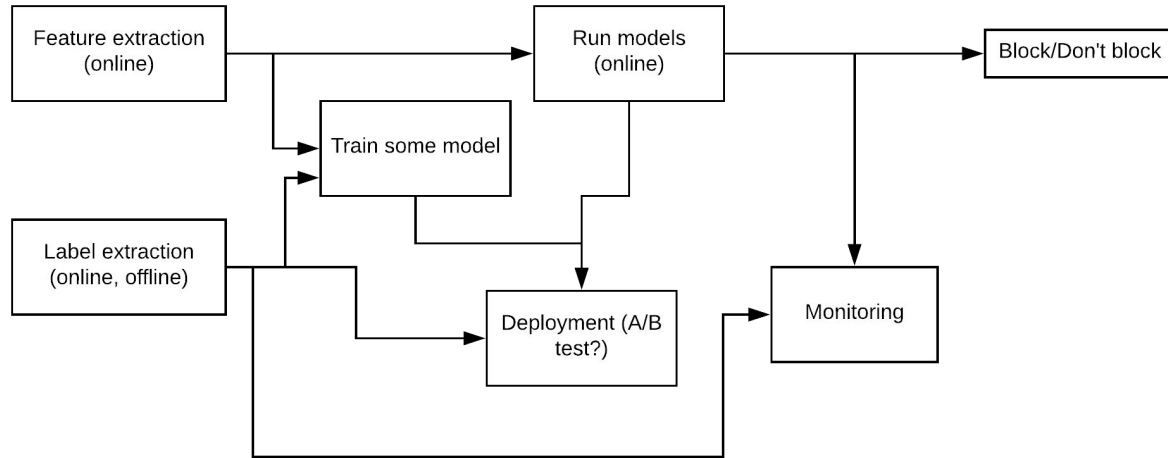 Feature extraction
(online)
Run models
(online)
Block/Don't block
Train some model
Label extraction
(online, offline)
Deployment (A/B
test?)
Monitoring